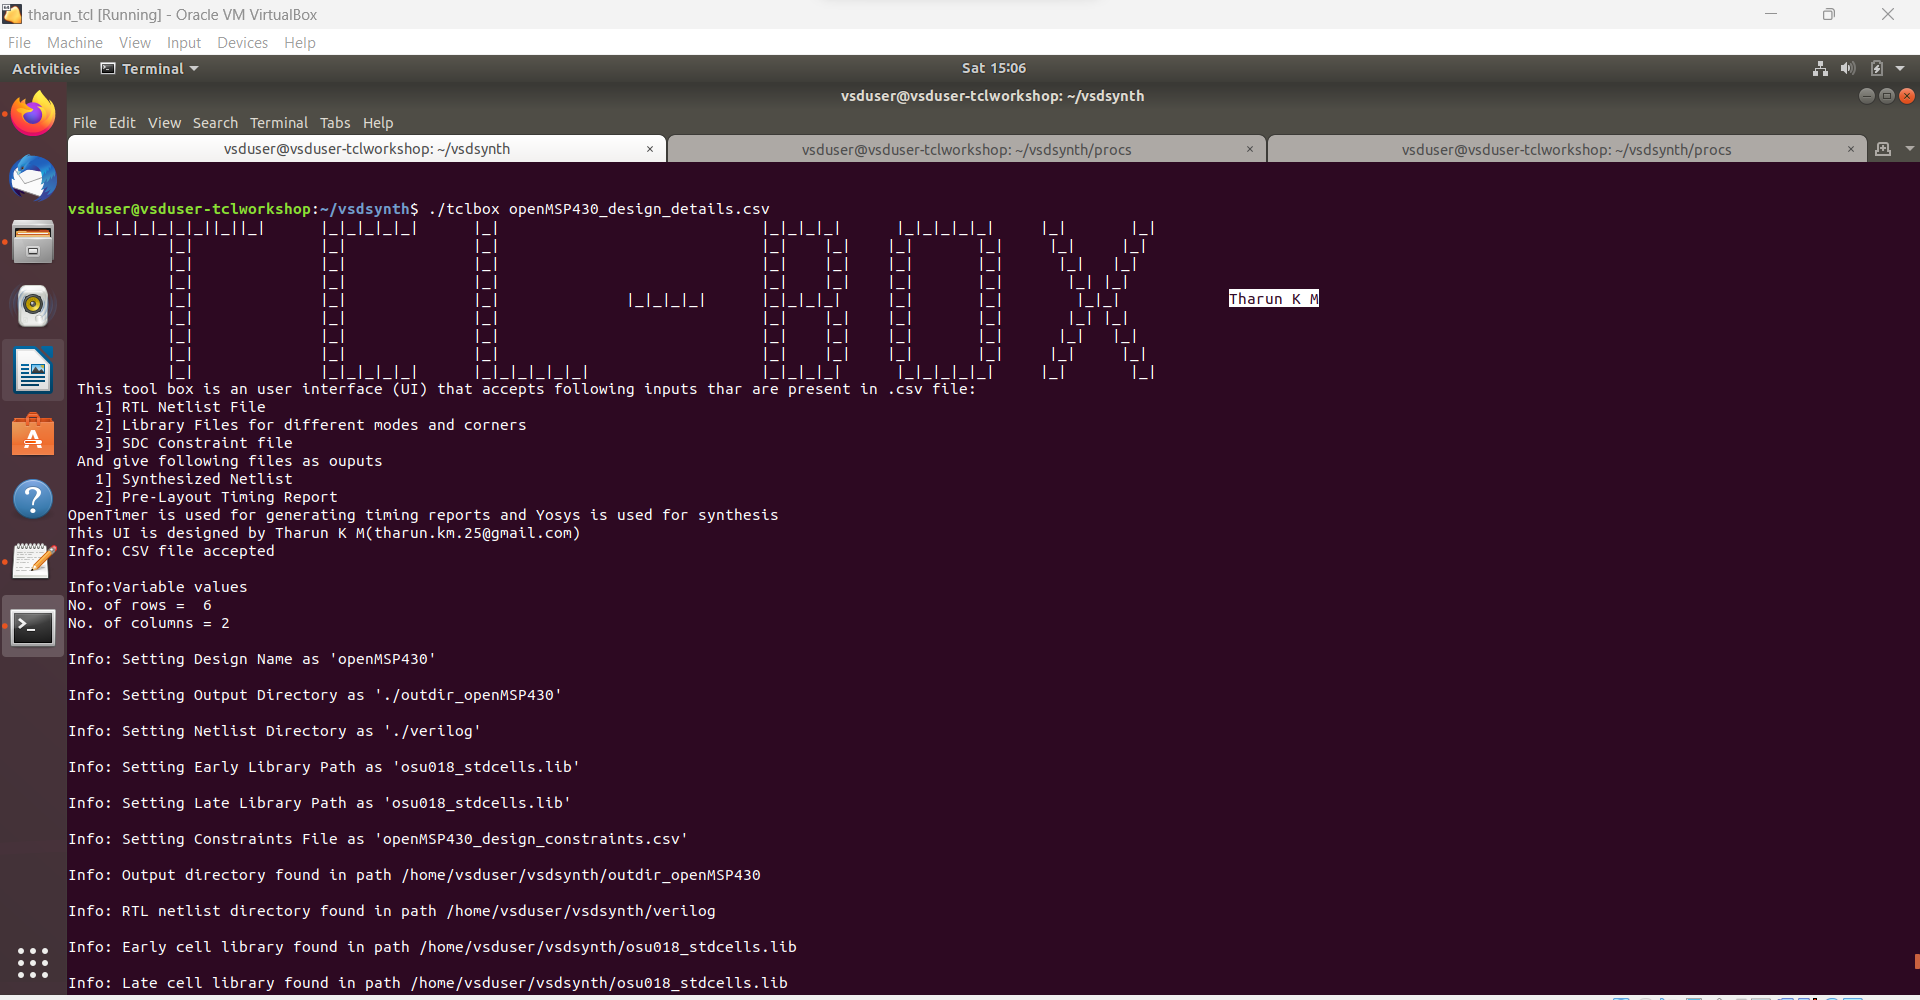 tharun_tcl [Running] - Oracle VM VirtualBox
File Machine View Input Devices Help
Activities Terminal Sat 15:06
vsduser@vsduser-tclworkshop: ~/vsdsynth
File Edit View Search Terminal Tabs Help
vsduser@vsduser-tclworkshop: ~/vsdsynth × vsduser@vsduser-tclworkshop: ~/vsdsynth/procs × vsduser@vsduser-tclworkshop: ~/vsdsynth/procs ×
vsduser@vsduser-tclworkshop:~/vsdsynth$ ./tclbox openMSP430_design_details.csv
TCL-BOX
Tharun K M
This tool box is an user interface (UI) that accepts following inputs thar are present in .csv file:
1] RTL Netlist File
2] Library Files for different modes and corners
3] SDC Constraint file
And give following files as ouputs
1] Synthesized Netlist
2] Pre-Layout Timing Report
OpenTimer is used for generating timing reports and Yosys is used for synthesis
This UI is designed by Tharun K M(tharun.km.25@gmail.com)
Info: CSV file accepted
Info:Variable values
No. of rows =  6
No. of columns = 2
Info: Setting Design Name as 'openMSP430'
Info: Setting Output Directory as './outdir_openMSP430'
Info: Setting Netlist Directory as './verilog'
Info: Setting Early Library Path as 'osu018_stdcells.lib'
Info: Setting Late Library Path as 'osu018_stdcells.lib'
Info: Setting Constraints File as 'openMSP430_design_constraints.csv'
Info: Output directory found in path /home/vsduser/vsdsynth/outdir_openMSP430
Info: RTL netlist directory found in path /home/vsduser/vsdsynth/verilog
Info: Early cell library found in path /home/vsduser/vsdsynth/osu018_stdcells.lib
Info: Late cell library found in path /home/vsduser/vsdsynth/osu018_stdcells.lib